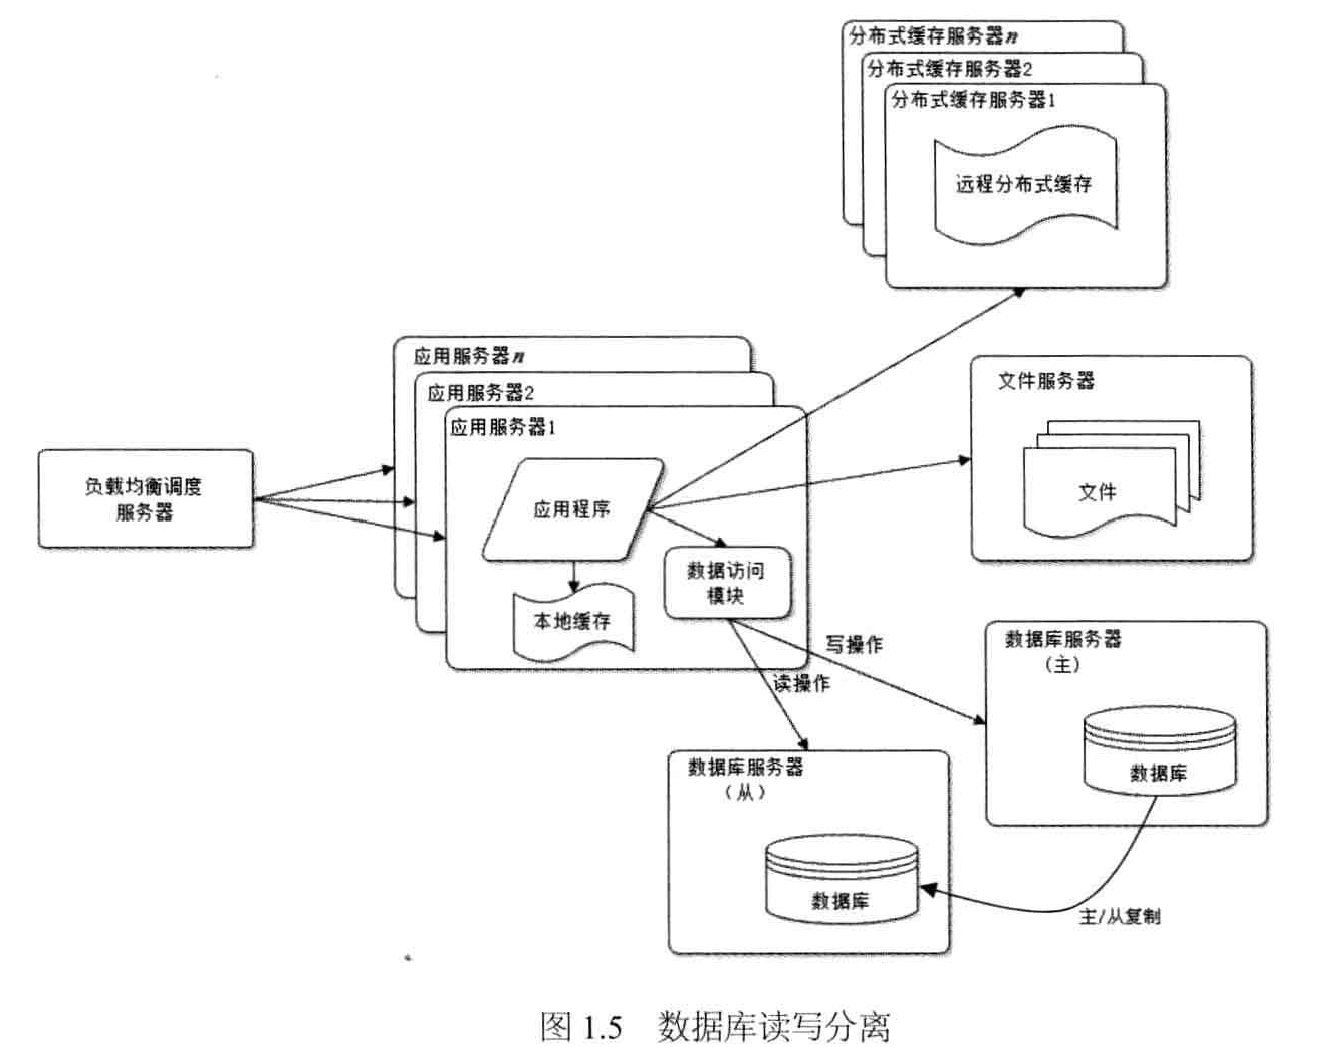 分布式缓存服务器n
分布式缓存服务器2
分布式缓存服务器1
远程分布式缓存
应用服务器n
应用服务器2
应用服务器1
文件服务器
文件
负载均衡调度
服务器
应用程序
数据访问
模块
本地缓存
写操作
读操作
数据库服务器
（主）
数据库
数据库服务器
（从）
数据库
主/从复制
图 1.5 数据库读写分离